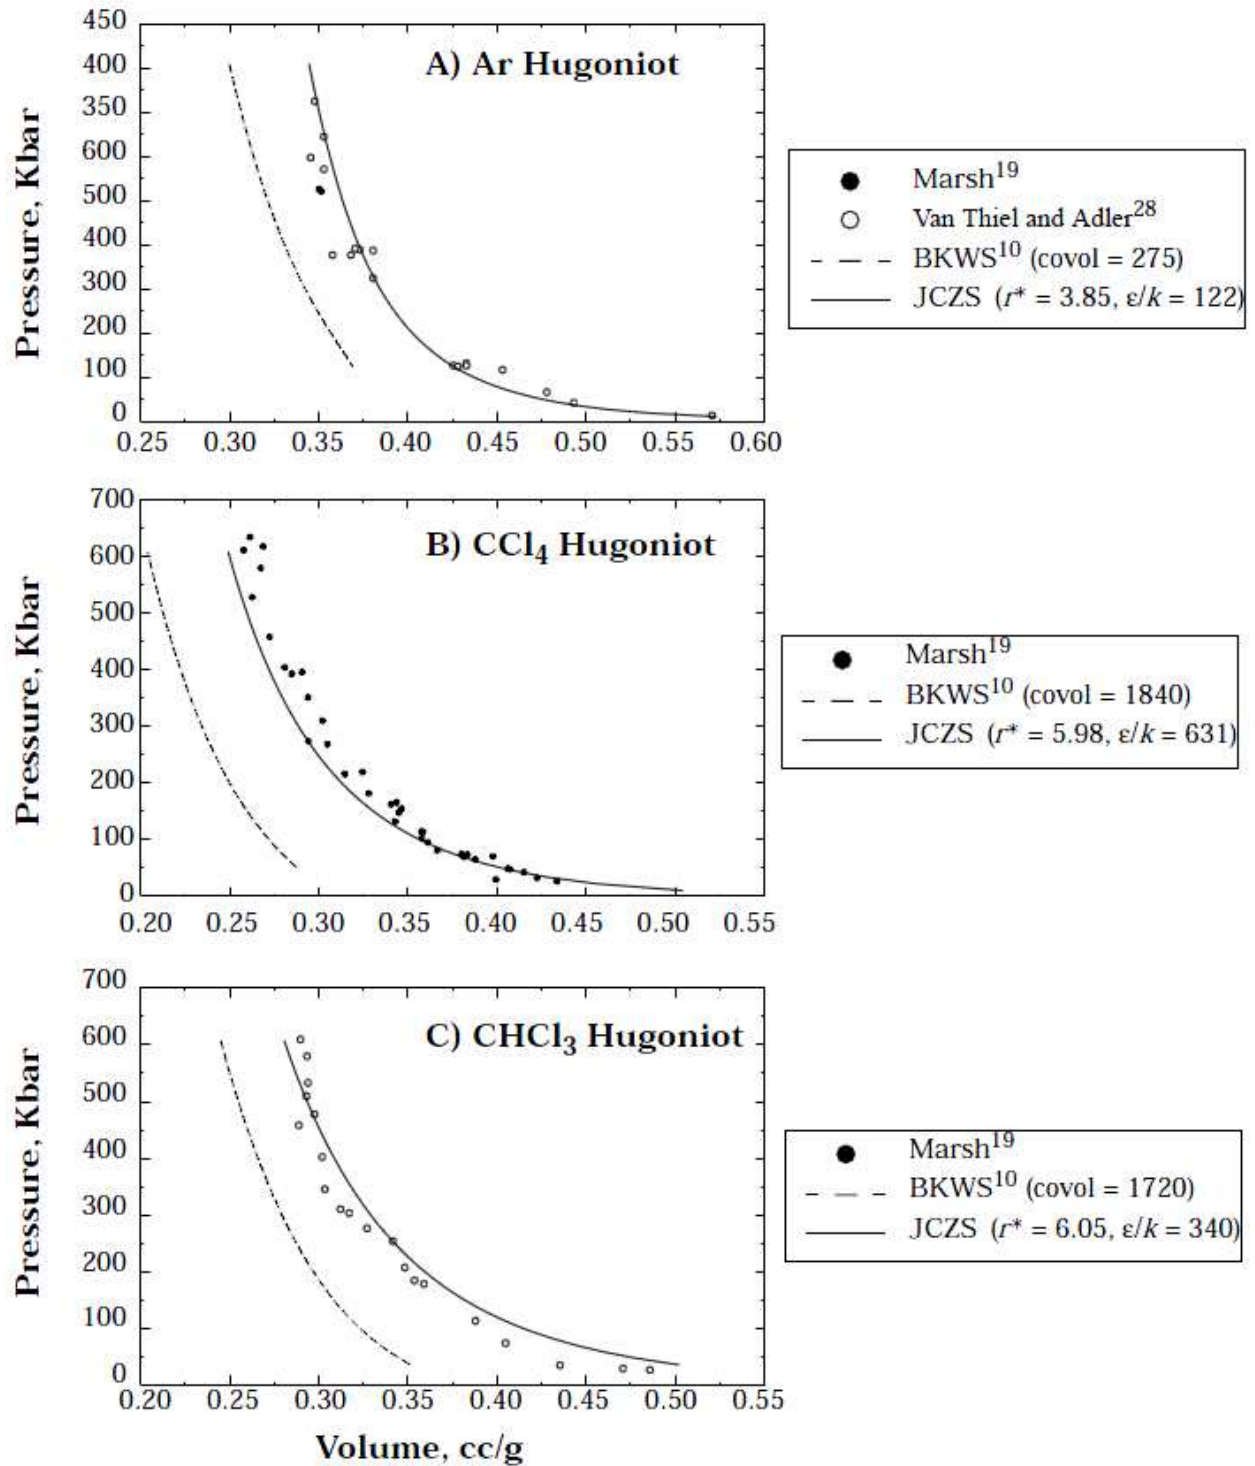 A) Ar Hugoniot
Pressure, Kbar
450
400
350
600
500
400
300
200
100
0
0.25 0.30 0.35 0.40 0.45 0.50 0.55 0.60
Marsh19
Van Thiel and Adler28
BKWS10 (covol = 275)
JCZS (r* = 3.85, ε/k = 122)
B) CCl4 Hugoniot
Pressure, Kbar
700
600
500
400
300
200
100
0
0.20 0.25 0.30 0.35 0.40 0.45 0.50 0.55
Marsh19
BKWS10 (covol = 1840)
JCZS (r* = 5.98, ε/k = 631)
C) CHCl3 Hugoniot
Pressure, Kbar
700
600
500
400
300
200
100
0
0.20 0.25 0.30 0.35 0.40 0.45 0.50 0.55
Volume, cc/g
Marsh19
BKWS10 (covol = 1720)
JCZS (r* = 6.05, ε/k = 340)